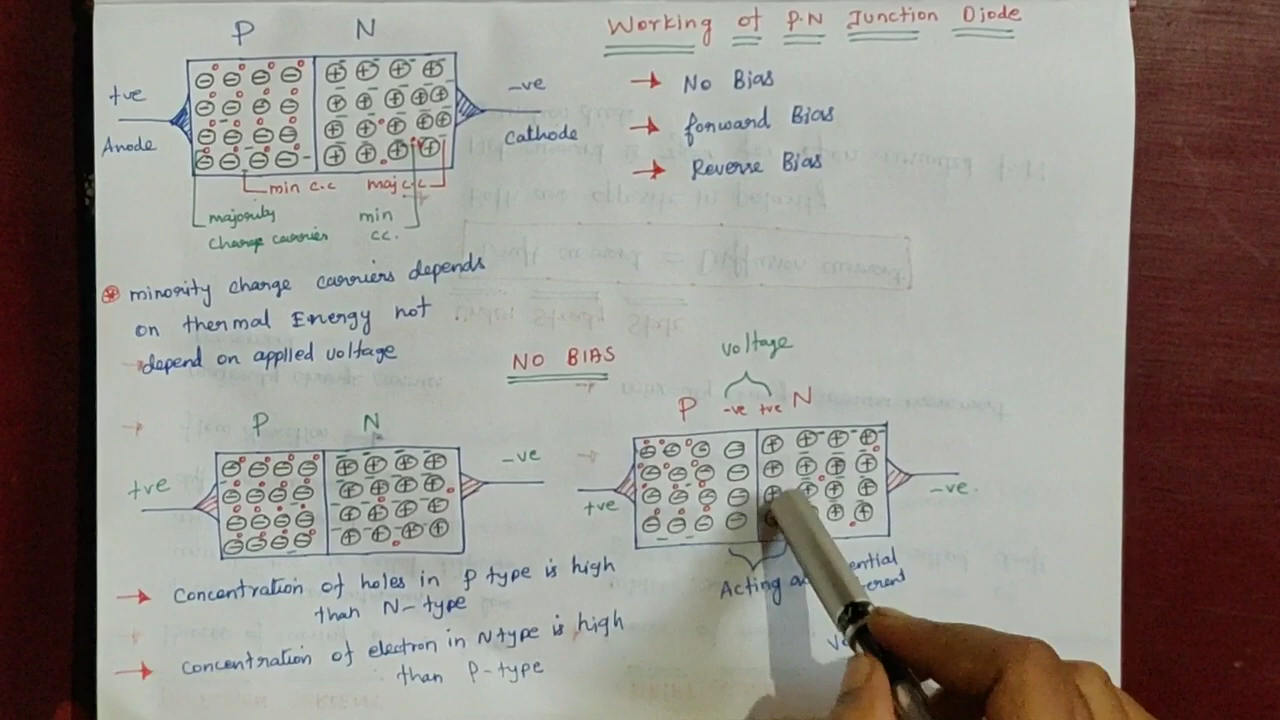 Working of P.N Junction Diode
P N
+ve
-ve
Anode
Cathode
→ No Bias
→ forward Bias
→ Reverse Bias
min c.c
maj c.c
majority
charge carrier
min
cc.
minority charge carriers depends
on thermal Energy not
depend on applied voltage
NO BIAS
P N
+ve
-ve
voltage
P -ve +ve N
+ve
-ve.
Acting
→ Concentration of holes in P type is high
than N-type
→ concentration of electron in N type is high
than P-type